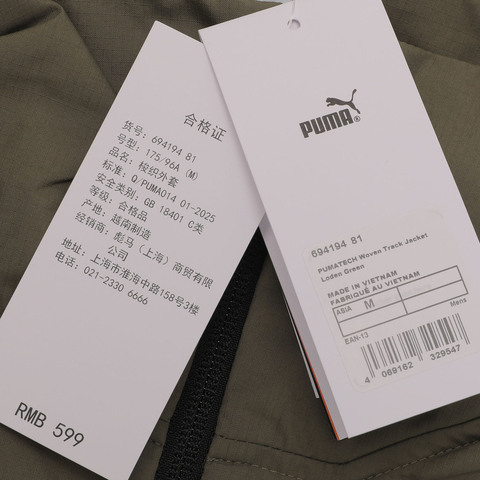 合格证
货号: 694194 81
号型: 175/96A (M)
品名: 梭织外套
标准: Q/PUMA014 01-2025
安全类别: GB 18401 C类
等级: 合格品
产地: 越南制造
经销商: 彪马(上海)商贸有限
公司
地址: 上海市淮海中路158号3楼
电话: 021-2330 6666
RMB 599
PUMA®
694194 81
PUMATECH Woven Track Jacket
Loden Green
MADE IN VIETNAM
FABRIQUÉ AU VIETNAM
ASIA M
Mens
EAN-13
4 069162 329547